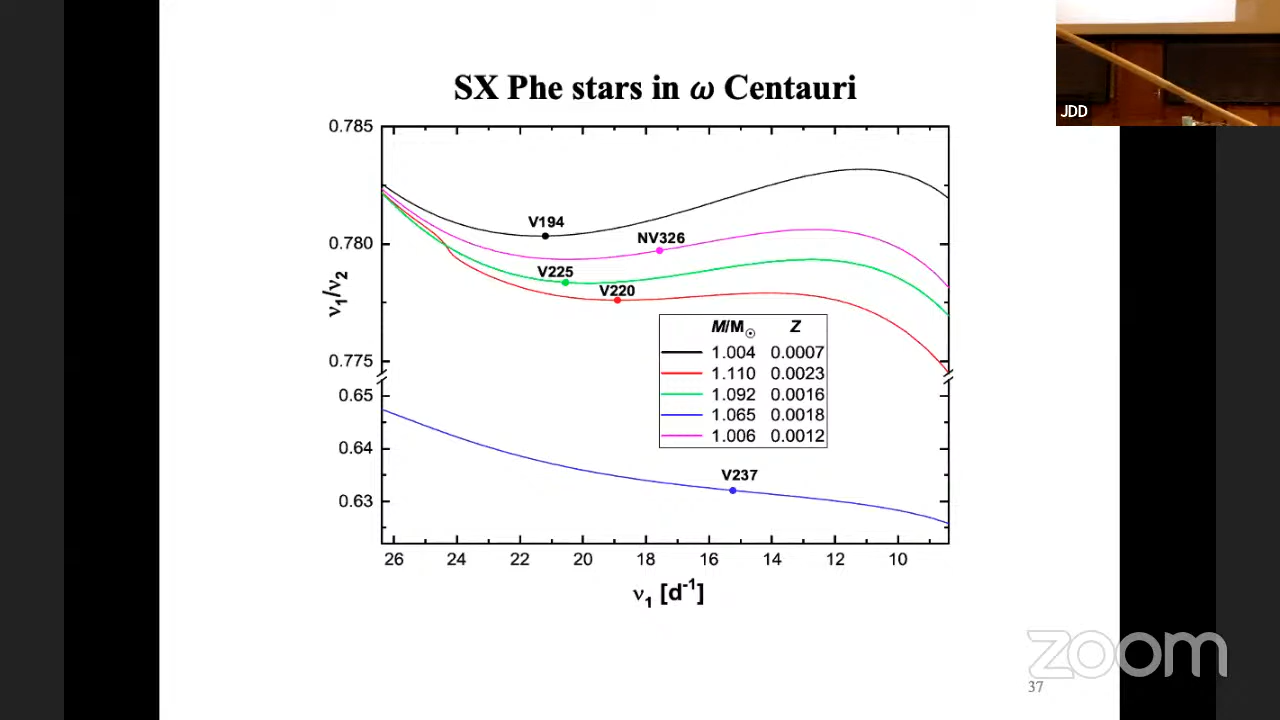 JDD
SX Phe stars in ω Centauri
0.785
0.780
0.775
0.65
0.64
0.63
ν1/ν2
V194
NV326
V225
V220
M/M☉ Z
1.004 0.0007
1.110 0.0023
1.092 0.0016
1.065 0.0018
1.006 0.0012
V237
26 24 22 20 18 16 14 12 10
ν1 [d-1]
zoom
37